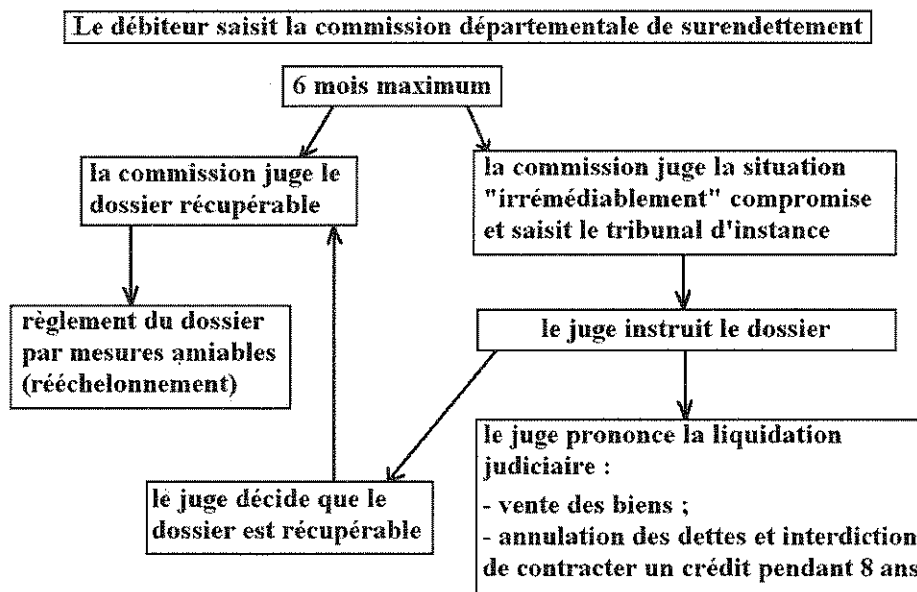 Le débiteur saisit la commission départementale de surendettement
6 mois maximum
la commission juge le
dossier récupérable
la commission juge la situation
"irrémédiablement" compromise
et saisit le tribunal d'instance
règlement du dossier
par mesures amiables
(rééchelonnement)
le juge instruit le dossier
le juge décide que le
dossier est récupérable
le juge prononce la liquidation
judiciaire :
- vente des biens ;
- annulation des dettes et interdiction
de contracter un crédit pendant 8 ans